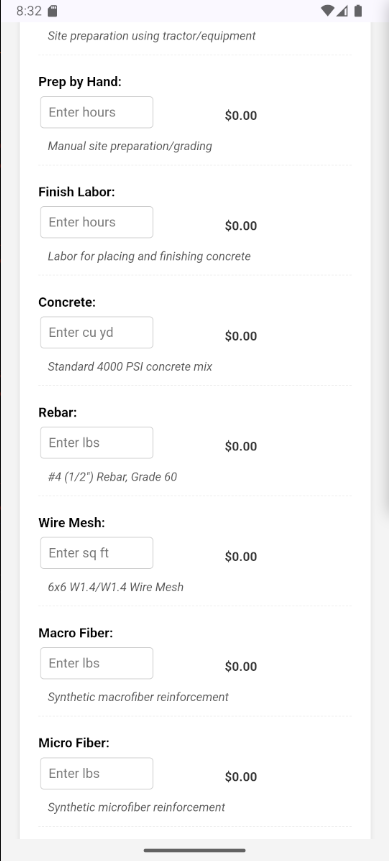 8:32
Site preparation using tractor/equipment
Prep by Hand:
Enter hours $0.00
Manual site preparation/grading
Finish Labor:
Enter hours $0.00
Labor for placing and finishing concrete
Concrete:
Enter cu yd $0.00
Standard 4000 PSI concrete mix
Rebar:
Enter lbs $0.00
#4 (1/2") Rebar, Grade 60
Wire Mesh:
Enter sq ft $0.00
6x6 W1.4/W1.4 Wire Mesh
Macro Fiber:
Enter lbs $0.00
Synthetic macrofiber reinforcement
Micro Fiber:
Enter lbs $0.00
Synthetic microfiber reinforcement